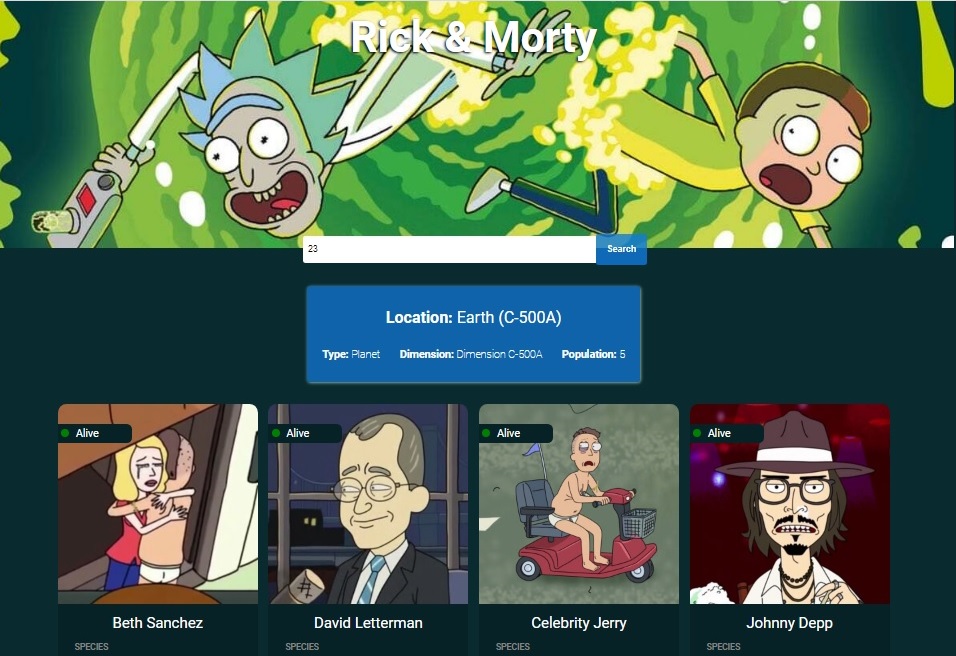 Rick & Morty
23
Search
Location: Earth (C-500A)
Type: Planet Dimension: Dimension C-500A Population: 5
Alive Alive Alive Alive
Beth Sanchez David Letterman Celebrity Jerry Johnny Depp
SPECIES SPECIES SPECIES SPECIES